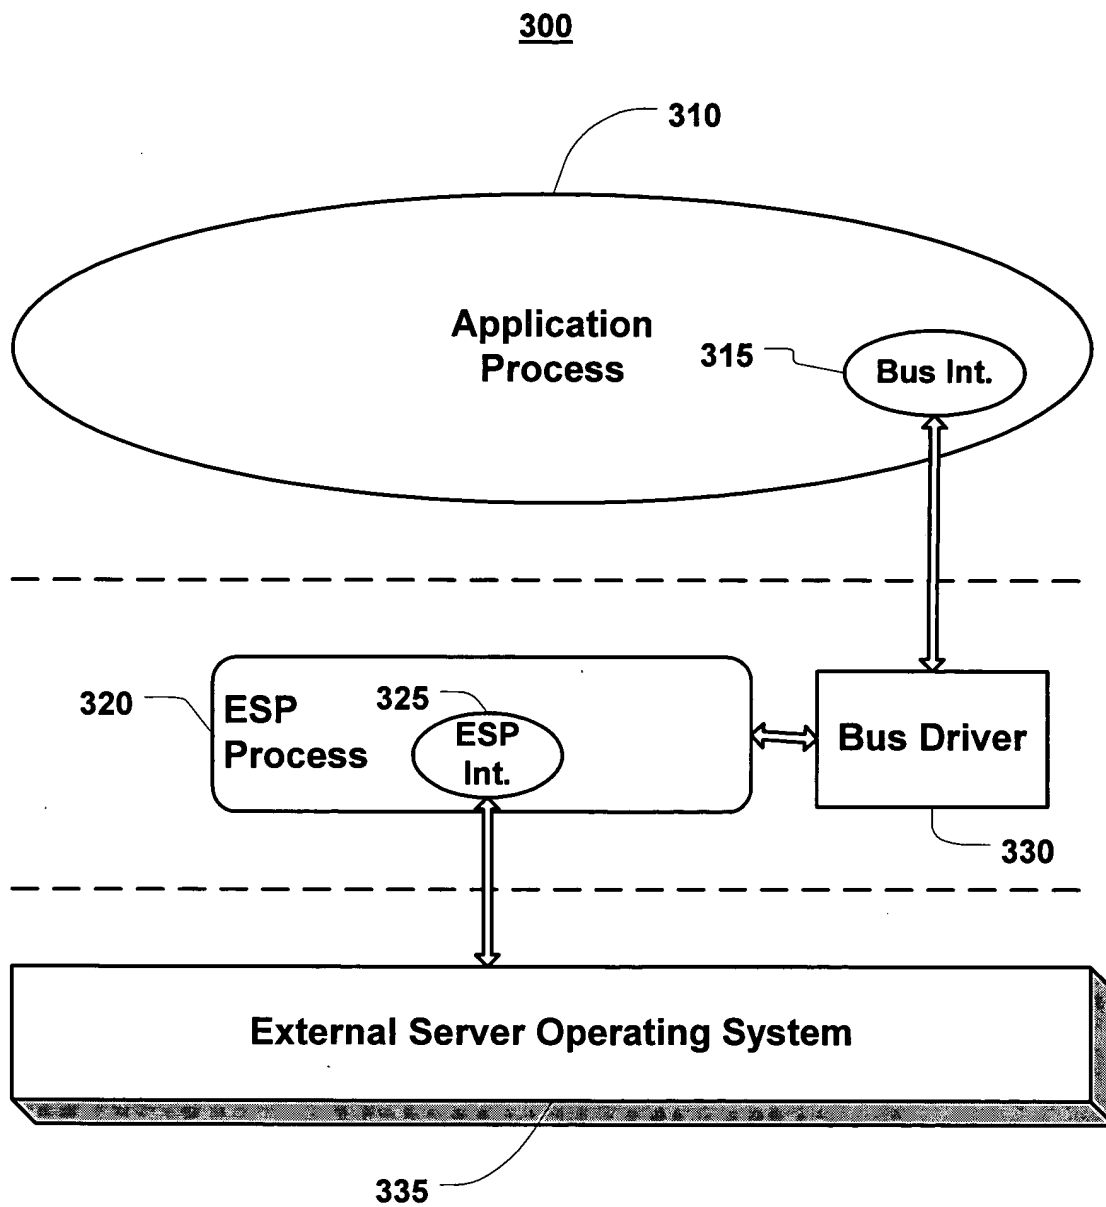 300
310
Application
Process
315
Bus Int.
320
ESP
Process
325
ESP
Int.
Bus Driver
330
External Server Operating System
335